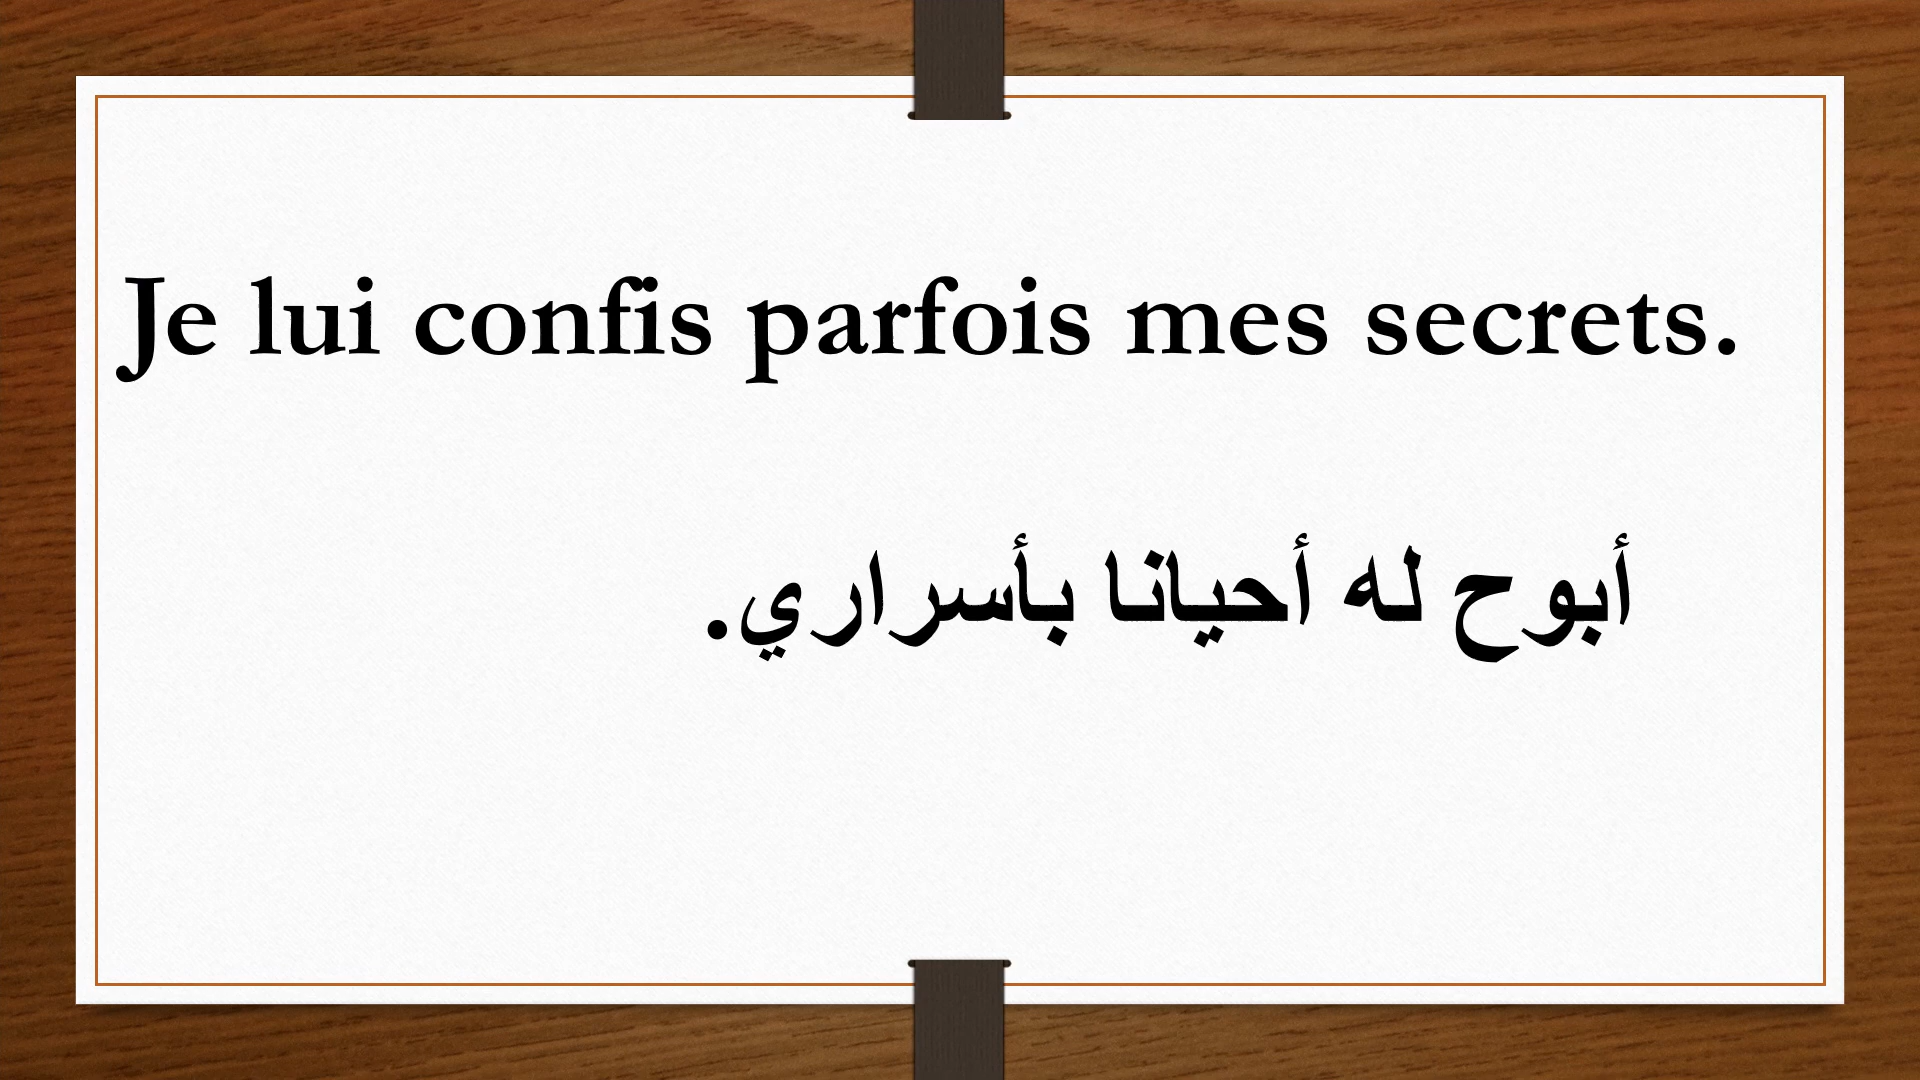 Je lui confis parfois mes secrets.
أبوح له أحيانا بأسراري.